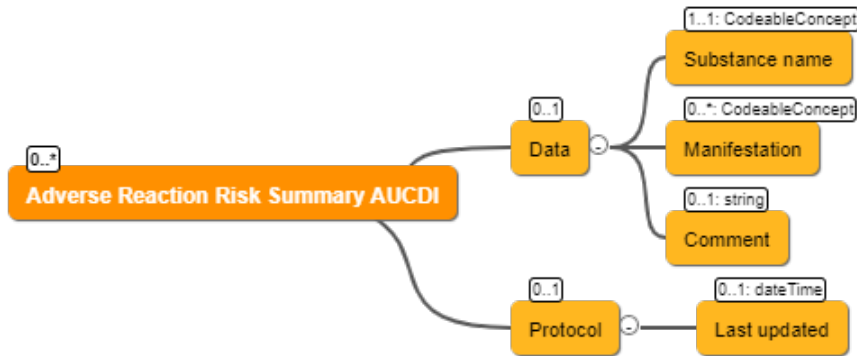 0..*
Adverse Reaction Risk Summary AUCDI
0..1
Data
1..1: CodeableConcept
Substance name
0..*: CodeableConcept
Manifestation
0..1: string
Comment
0..1
Protocol
0..1: dateTime
Last updated